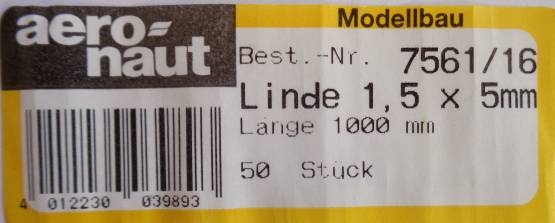 aero-
naut
Modellbau
Best.-Nr. 7561/16
Linde 1,5 x 5mm
Länge 1000 mm
50 Stück
4 012230 039893